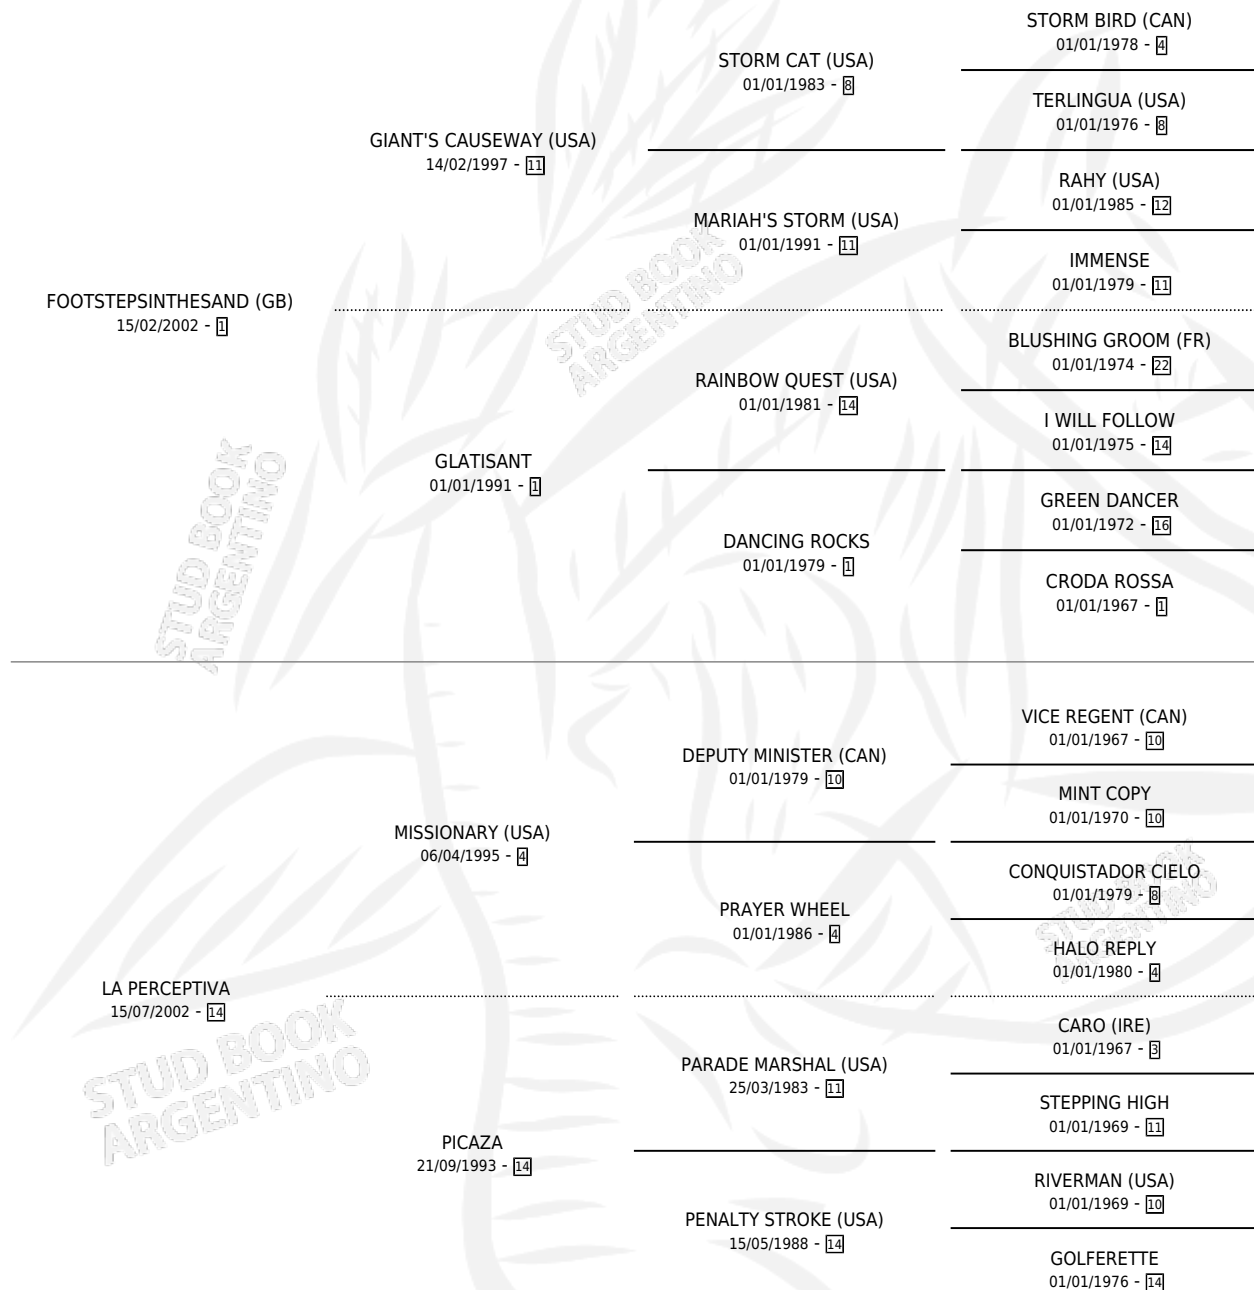 STORM BIRD (CAN)
01/01/1978 - 4
STORM CAT (USA)
01/01/1983 - 8
TERLINGUA (USA)
01/01/1976 - 8
GIANT'S CAUSEWAY (USA)
14/02/1997 - 11
RAHY (USA)
01/01/1985 - 12
MARIAH'S STORM (USA)
01/01/1991 - 11
IMMENSE
01/01/1979 - 11
FOOTSTEPSINTHESAND (GB)
15/02/2002 - 1
STUD BOOK
ARGENTINO
BLUSHING GROOM (FR)
01/01/1974 - 22
RAINBOW QUEST (USA)
01/01/1981 - 14
I WILL FOLLOW
01/01/1975 - 14
GLATISANT
01/01/1991 - 1
GREEN DANCER
01/01/1972 - 16
DANCING ROCKS
01/01/1979 - 1
CRODA ROSSA
01/01/1967 - 1
STUD BOOK
ARGENTINO
VICE REGENT (CAN)
01/01/1967 - 10
DEPUTY MINISTER (CAN)
01/01/1979 - 10
MINT COPY
01/01/1970 - 10
MISSIONARY (USA)
06/04/1995 - 4
CONQUISTADOR CIELO
01/01/1979 - 8
PRAYER WHEEL
01/01/1986 - 4
STUD BOOK
ARGENTINO
HALO REPLY
01/01/1980 - 4
LA PERCEPTIVA
15/07/2002 - 14
STUD BOOK
ARGENTINO
CARO (IRE)
01/01/1967 - 3
PARADE MARSHAL (USA)
25/03/1983 - 11
STEPPING HIGH
01/01/1969 - 11
PICAZA
21/09/1993 - 14
RIVERMAN (USA)
01/01/1969 - 10
PENALTY STROKE (USA)
15/05/1988 - 14
GOLFERETTE
01/01/1976 - 14